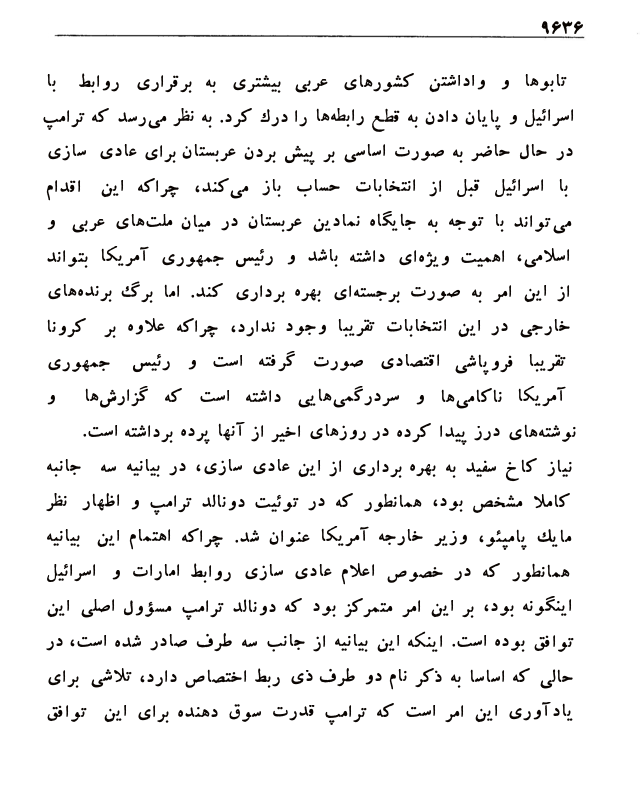 ۹۶۳۶
تابوها و واداشتن کشورهای عربی بیشتری به برقراری روابط با
اسرائیل و پایان دادن به قطع رابطه‌ها را درك کرد. به نظر می‌رسد که ترامپ
در حال حاضر به صورت اساسی بر پیش بردن عربستان برای عادی سازی
با اسرائیل قبل از انتخابات حساب باز می‌کند، چراکه این اقدام
می‌تواند با توجه به جایگاه نمادین عربستان در میان ملت‌های عربی و
اسلامی، اهمیت ویژه‌ای داشته باشد و رئیس جمهوری آمریکا بتواند
از این امر به صورت برجسته‌ای بهره برداری کند. اما برگ برنده‌های
خارجی در این انتخابات تقریبا وجود ندارد، چراکه علاوه بر کرونا
تقریبا فروپاشی اقتصادی صورت گرفته است و رئیس جمهوری
آمریکا ناکامی‌ها و سردرگمی‌هایی داشته است که گزارش‌ها و
نوشته‌های درز پیدا کرده در روزهای اخیر از آنها پرده برداشته است.
نیاز کاخ سفید به بهره برداری از این عادی سازی، در بیانیه سه جانبه
کاملا مشخص بود، همانطور که در توئیت دونالد ترامپ و اظهار نظر
مایك پامپئو، وزیر خارجه آمریکا عنوان شد. چراکه اهتمام این بیانیه
همانطور که در خصوص اعلام عادی سازی روابط امارات و اسرائیل
اینگونه بود، بر این امر متمرکز بود که دونالد ترامپ مسؤول اصلی این
توافق بوده است. اینکه این بیانیه از جانب سه طرف صادر شده است، در
حالی که اساسا به ذکر نام دو طرف ذی ربط اختصاص دارد، تلاشی برای
یادآوری این امر است که ترامپ قدرت سوق دهنده برای این توافق